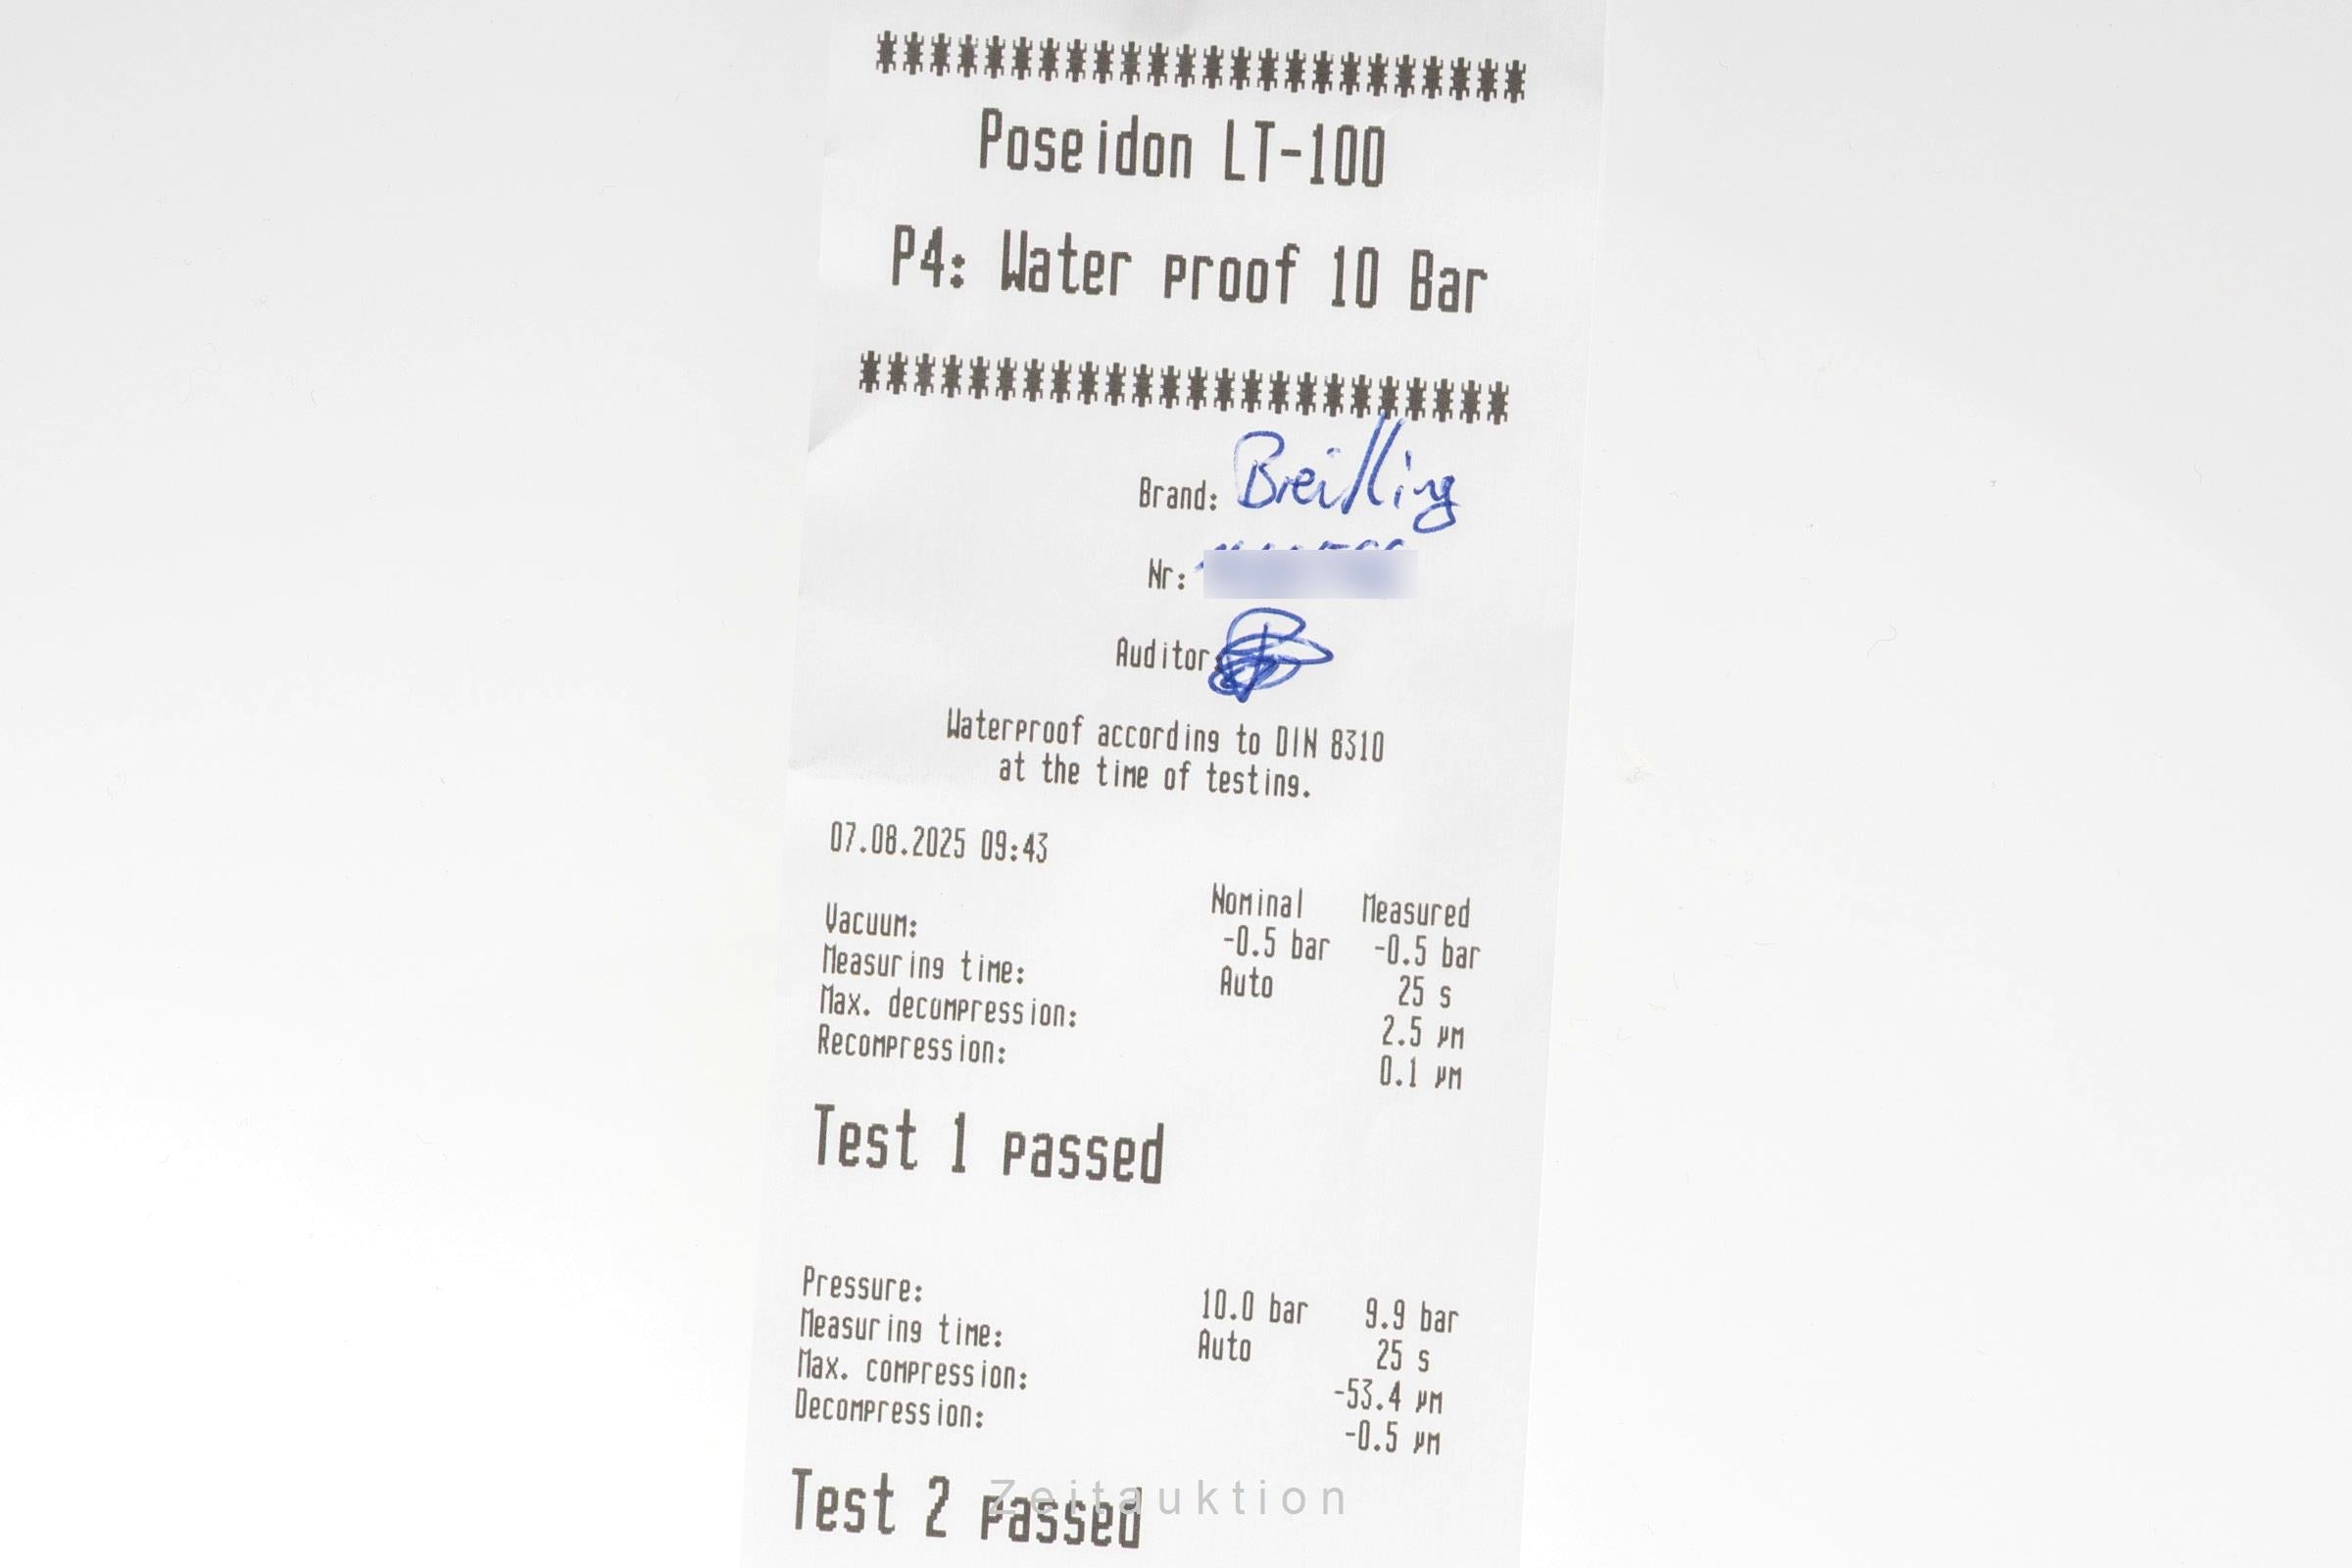 ************************
Poseidon LT-100
P4: Water proof 10 Bar
************************
Brand: Breitling
Nr:
Auditor:
Waterproof according to DIN 8310
at the time of testing.
07.08.2025 09:43
Nominal Measured
Vacuum: -0.5 bar -0.5 bar
Measuring time: Auto 25 s
Max. decompression: 2.5 µm
Recompression: 0.1 µm
Test 1 passed
Pressure: 10.0 bar 9.9 bar
Measuring time: Auto 25 s
Max. compression: -53.4 µm
Decompression: -0.5 µm
Test 2 passed
Zeitauktion